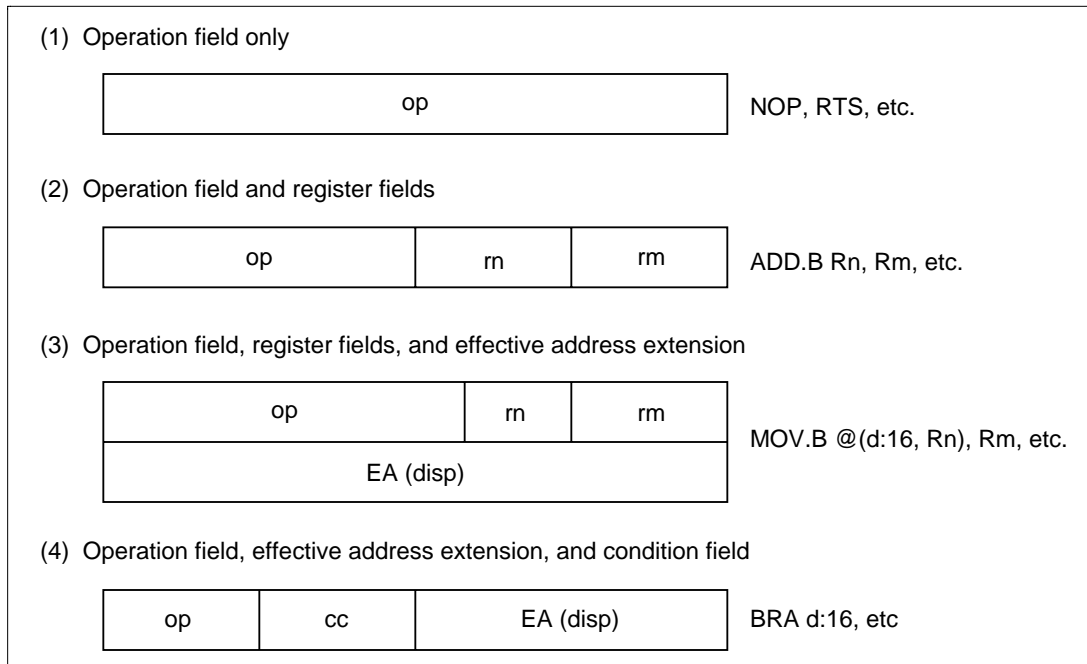 (1) Operation field only
op
NOP, RTS, etc.
(2) Operation field and register fields
op rn rm
ADD.B Rn, Rm, etc.
(3) Operation field, register fields, and effective address extension
op rn rm
MOV.B @(d:16, Rn), Rm, etc.
EA (disp)
(4) Operation field, effective address extension, and condition field
op cc EA (disp)
BRA d:16, etc